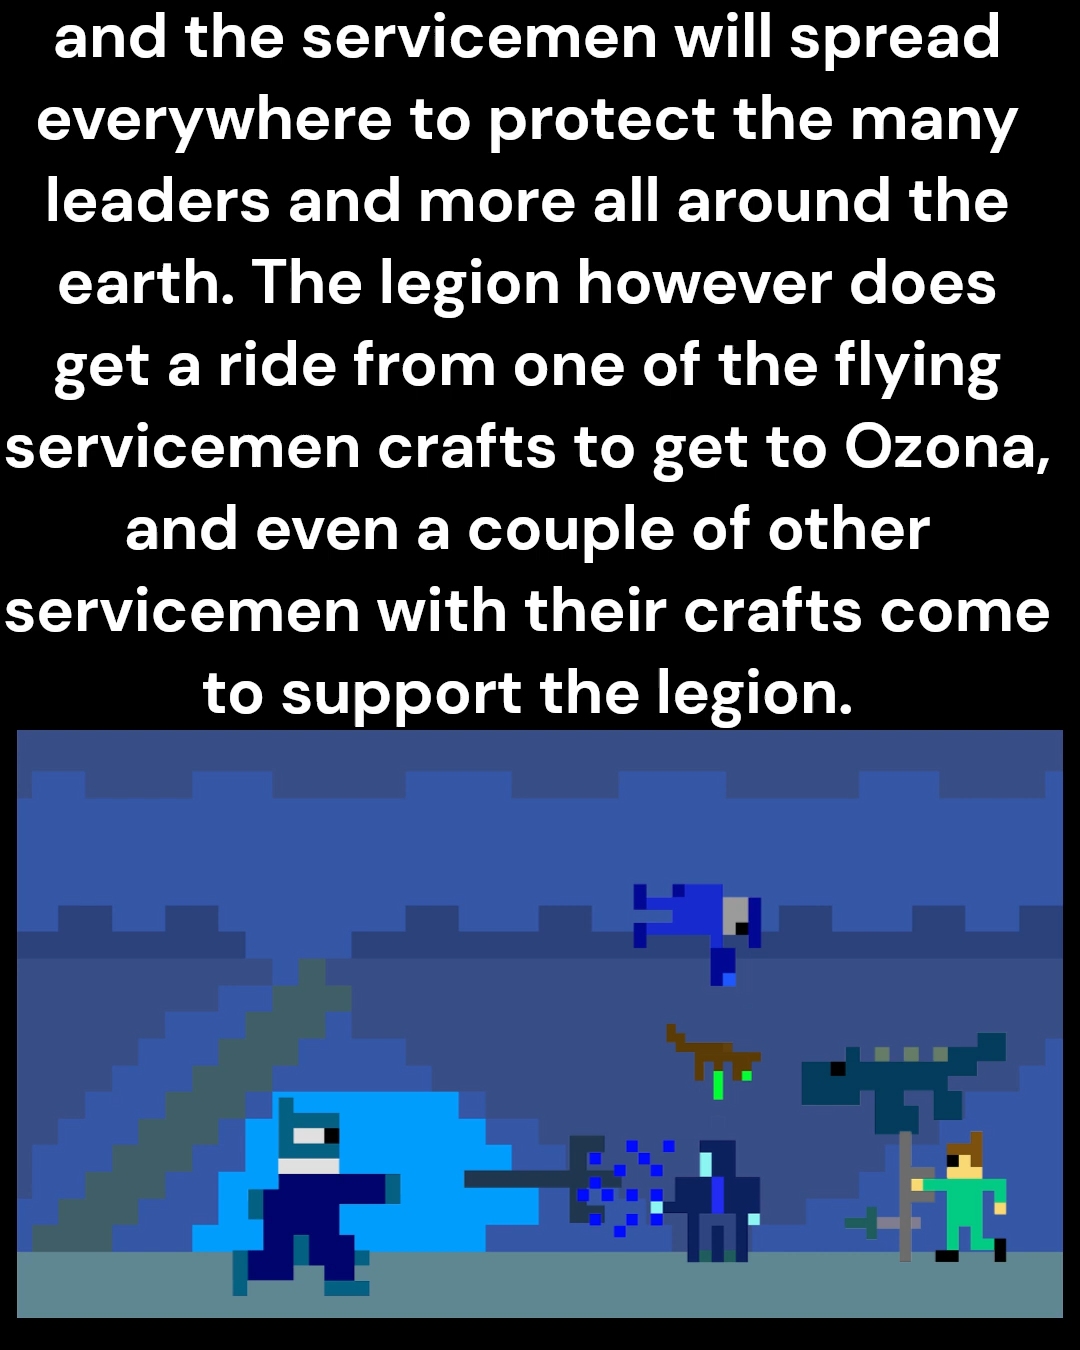 and the servicemen will spread
everywhere to protect the many
leaders and more all around the
earth. The legion however does
get a ride from one of the flying
servicemen crafts to get to Ozona,
and even a couple of other
servicemen with their crafts come
to support the legion.